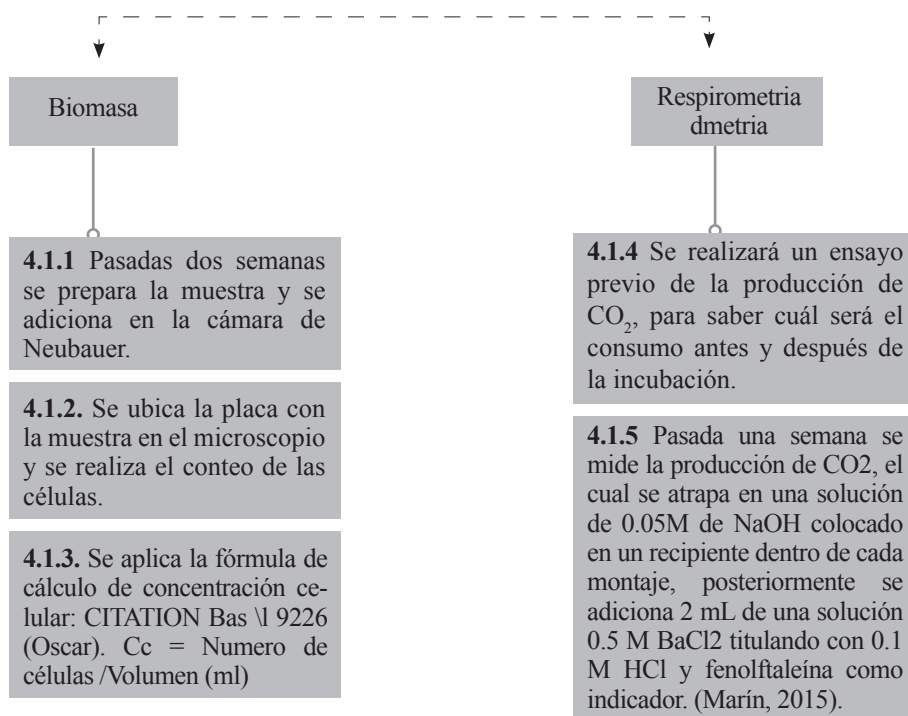 Biomasa
4.1.1 Pasadas dos semanas
se prepara la muestra y se
adiciona en la cámara de
Neubauer.
4.1.2. Se ubica la placa con
la muestra en el microscopio
y se realiza el conteo de las
células.
4.1.3. Se aplica la fórmula de
cálculo de concentración ce-
lular: CITATION Bas \l 9226
(Oscar). Cc = Numero de
células /Volumen (ml)
Respirometria
dmetria
4.1.4 Se realizará un ensayo
previo de la producción de
CO₂, para saber cuál será el
consumo antes y después de
la incubación.
4.1.5 Pasada una semana se
mide la producción de CO2, el
cual se atrapa en una solución
de 0.05M de NaOH colocado
en un recipiente dentro de cada
montaje, posteriormente se
adiciona 2 mL de una solución
0.5 M BaCl2 titulando con 0.1
M HCl y fenolftaleína como
indicador. (Marín, 2015).